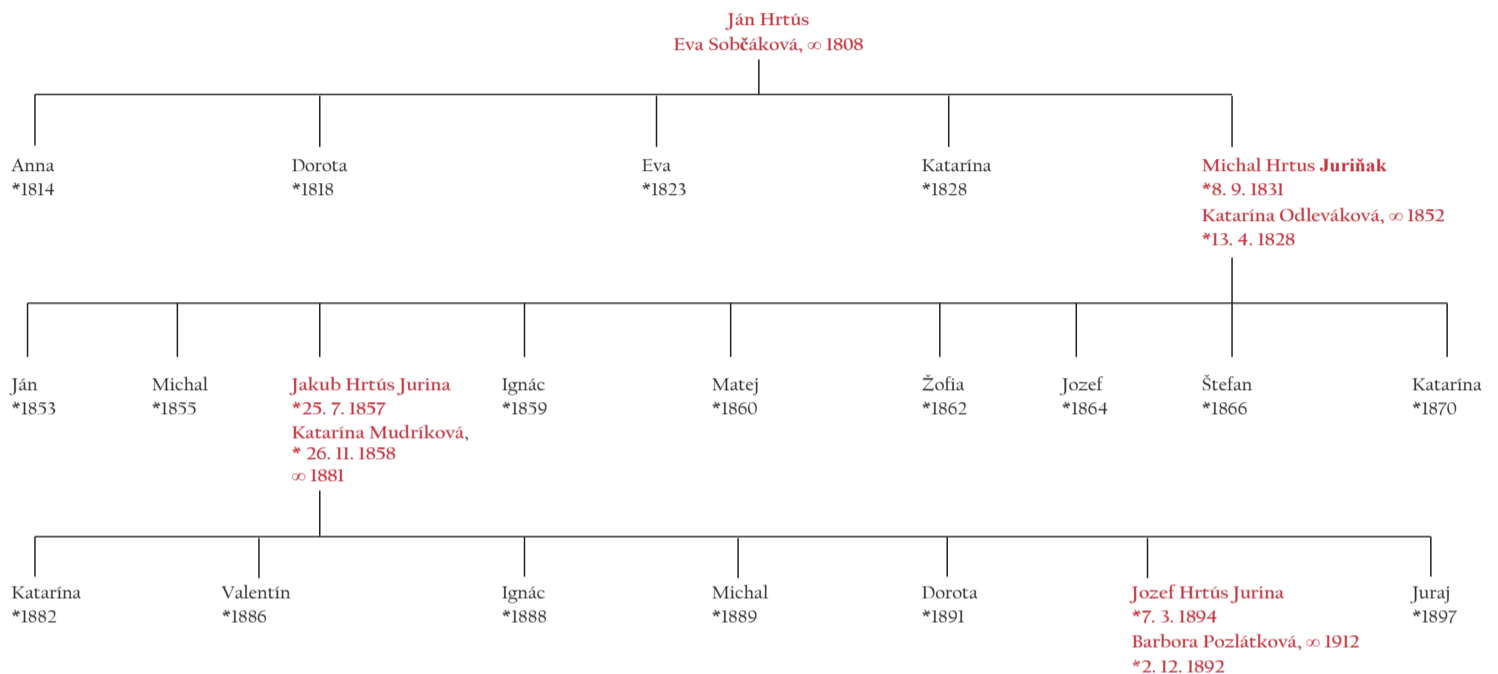 Ján Hrtús
Eva Sobčáková, ∞ 1808
Anna
*1814
Dorota
*1818
Eva
*1823
Katarína
*1828
Michal Hrtus Juriňak
*8. 9. 1831
Katarína Odleváková, ∞ 1852
*13. 4. 1828
Ján
*1853
Michal
*1855
Jakub Hrtús Jurina
*25. 7. 1857
Katarína Mudríková,
* 26. 11. 1858
∞ 1881
Ignác
*1859
Matej
*1860
Žofia
*1862
Jozef
*1864
Štefan
*1866
Katarína
*1870
Katarína
*1882
Valentín
*1886
Ignác
*1888
Michal
*1889
Dorota
*1891
Jozef Hrtús Jurina
*7. 3. 1894
Barbora Pozlátková, ∞ 1912
*2. 12. 1892
Juraj
*1897